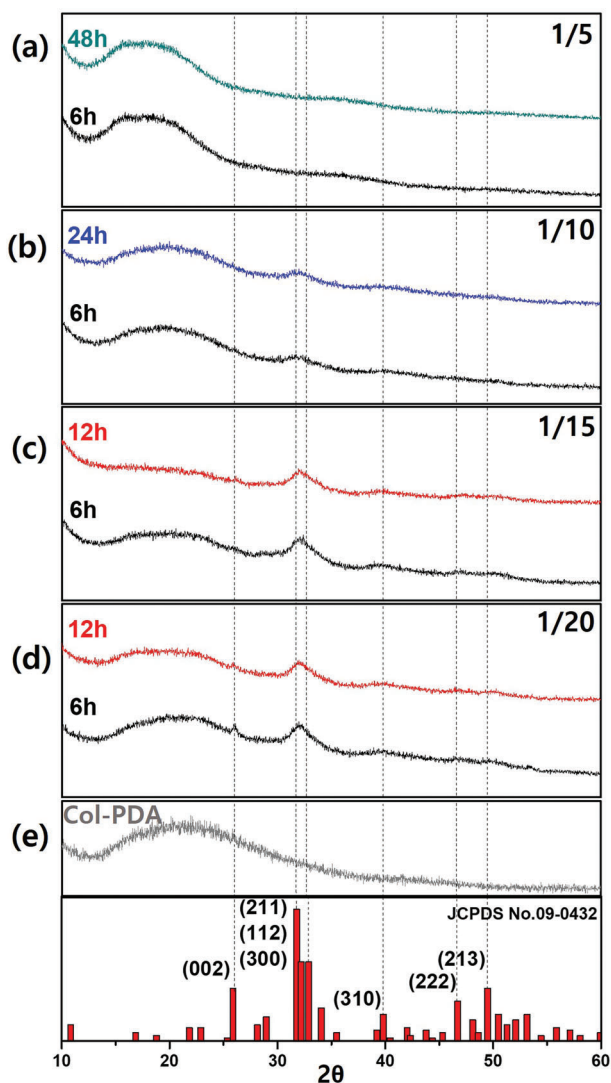 (a)
48h
1/5
6h
(b)
24h
1/10
6h
(c)
12h
1/15
6h
(d)
12h
1/20
6h
(e)
Col-PDA
JCPDS No.09-0432
(211)
(112)
(300)
(002)
(310)
(222)
(213)
10 20 30 40 50 60
2θ